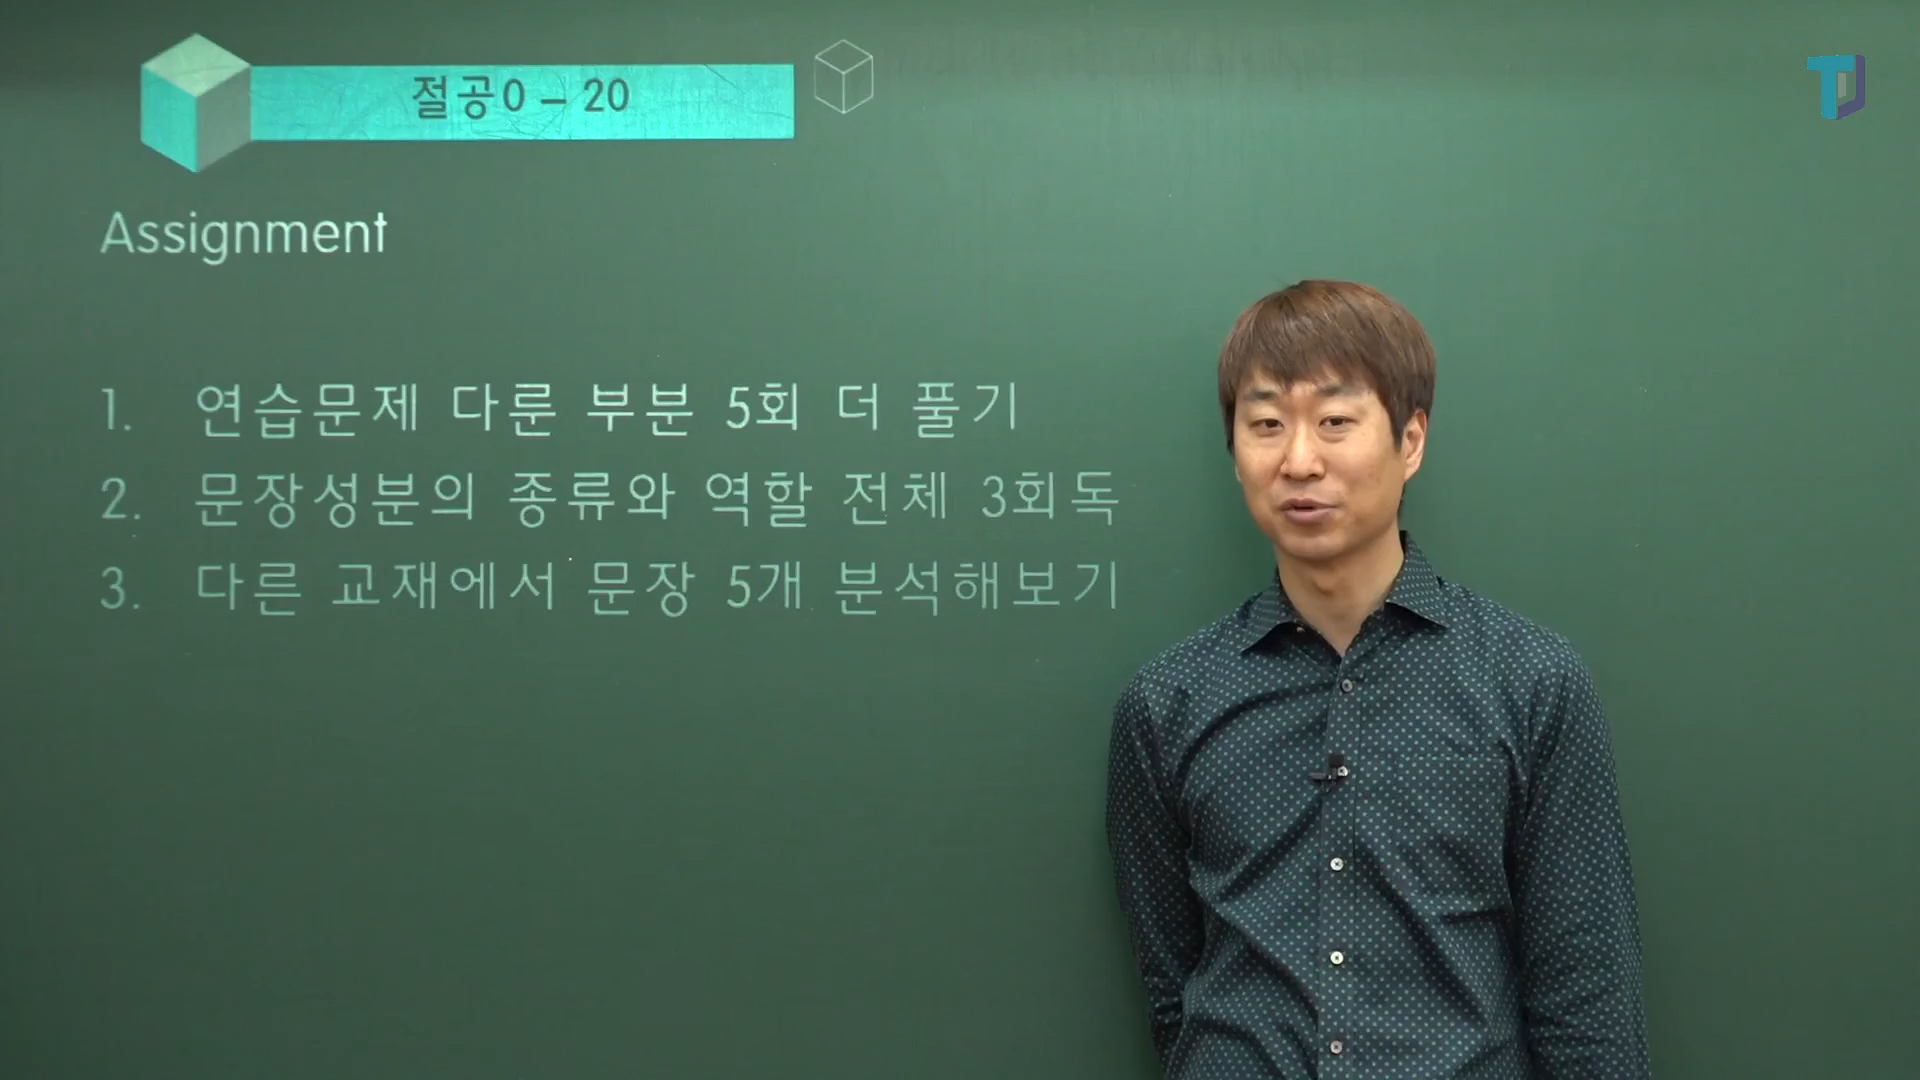 절공0 – 20
Assignment
1. 연습문제 다룬 부분 5회 더 풀기
2. 문장성분의 종류와 역할 전체 3회독
3. 다른 교재에서 문장 5개 분석해보기